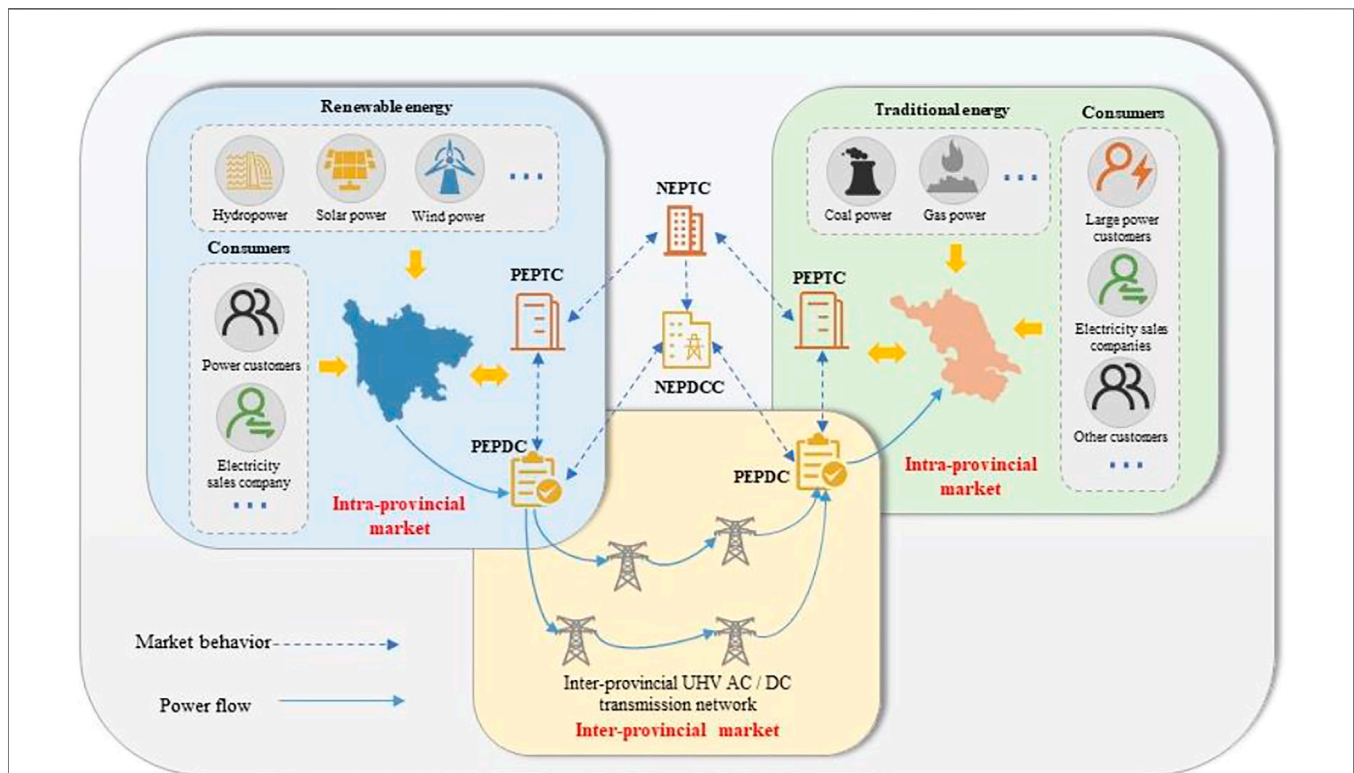 Renewable energy
Hydropower
Solar power
Wind power
Consumers
Power customers
Electricity
sales company
Intra-provincial
market
PEPTC
PEPDC
NEPTC
NEPDCC
Traditional energy
Coal power
Gas power
Consumers
Large power
customers
Electricity sales
companies
Other customers
PEPTC
PEPDC
Intra-provincial
market
Inter-provincial UHV AC / DC
transmission network
Inter-provincial market
Market behavior
Power flow